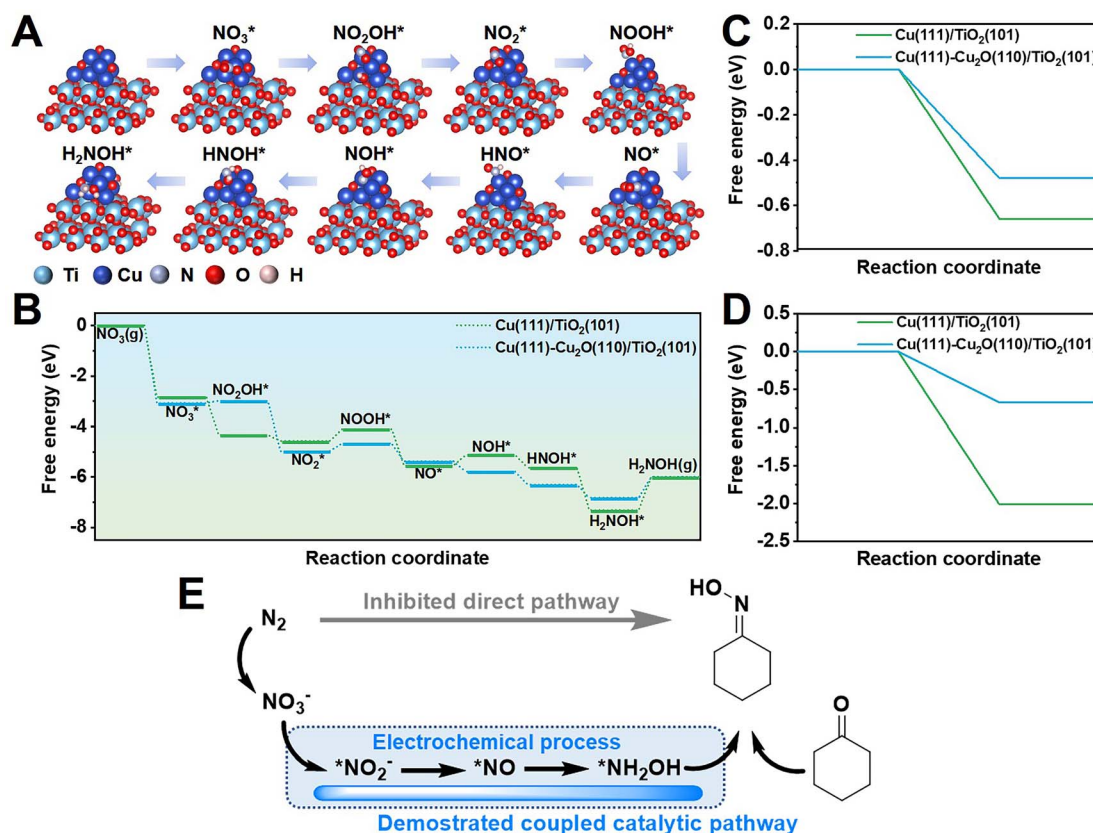 A
NO3* NO2OH* NO2* NOOH*
H2NOH* HNOH* NOH* HNO* NO*
Ti Cu N O H
B
Free energy (eV)
0
-2
-4
-6
-8
Cu(111)/TiO2(101)
Cu(111)-Cu2O(110)/TiO2(101)
NO3(g)
NO3*
NO2OH*
NO2*
NOOH*
NO*
NOH*
HNOH*
H2NOH*
H2NOH(g)
Reaction coordinate
C
Free energy (eV)
0.2
0.0
-0.2
-0.4
-0.6
-0.8
Cu(111)/TiO2(101)
Cu(111)-Cu2O(110)/TiO2(101)
Reaction coordinate
D
Free energy (eV)
0.5
0.0
-0.5
-1.0
-1.5
-2.0
-2.5
Cu(111)/TiO2(101)
Cu(111)-Cu2O(110)/TiO2(101)
Reaction coordinate
E
N2
Inhibited direct pathway
HO
N
NO3-
O
Electrochemical process
*NO2- *NO *NH2OH
Demostrated coupled catalytic pathway